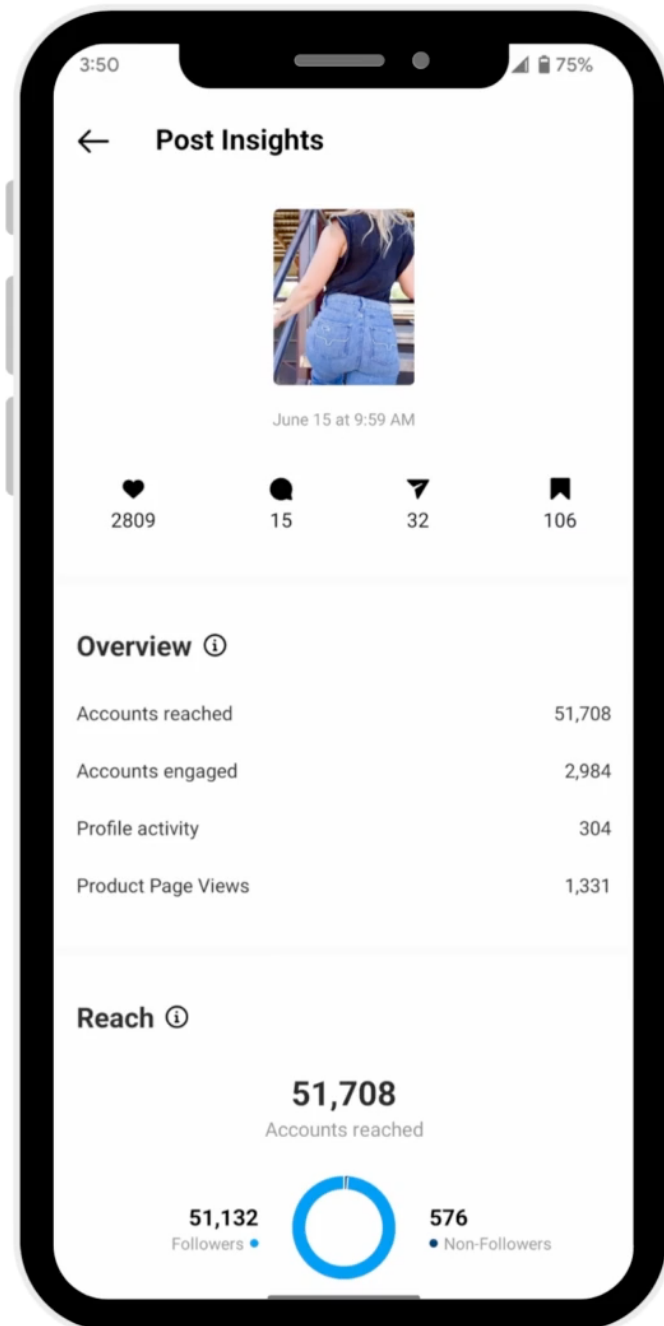 3:50 75%
Post Insights
June 15 at 9:59 AM
2809 15 32 106
Overview
Accounts reached 51,708
Accounts engaged 2,984
Profile activity 304
Product Page Views 1,331
Reach
51,708
Accounts reached
51,132 576
Followers Non-Followers